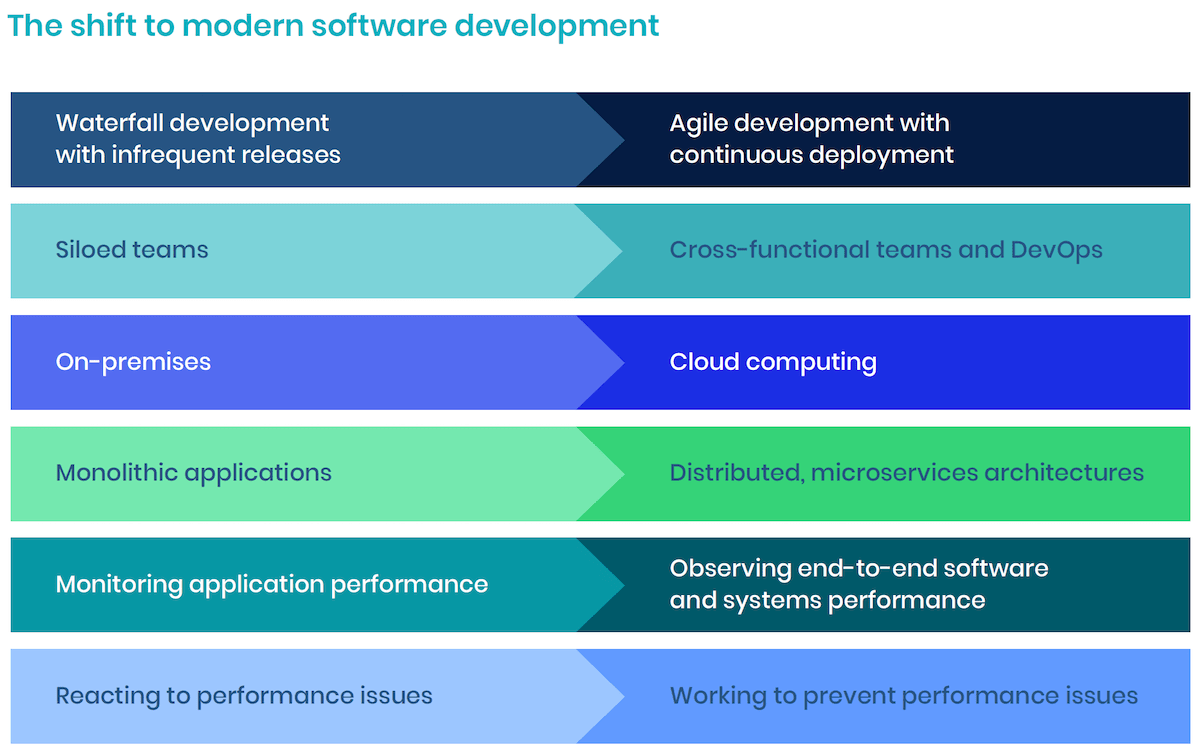 The shift to modern software development
Waterfall development
with infrequent releases
Agile development with
continuous deployment
Siloed teams
Cross-functional teams and DevOps
On-premises
Cloud computing
Monolithic applications
Distributed, microservices architectures
Monitoring application performance
Observing end-to-end software
and systems performance
Reacting to performance issues
Working to prevent performance issues